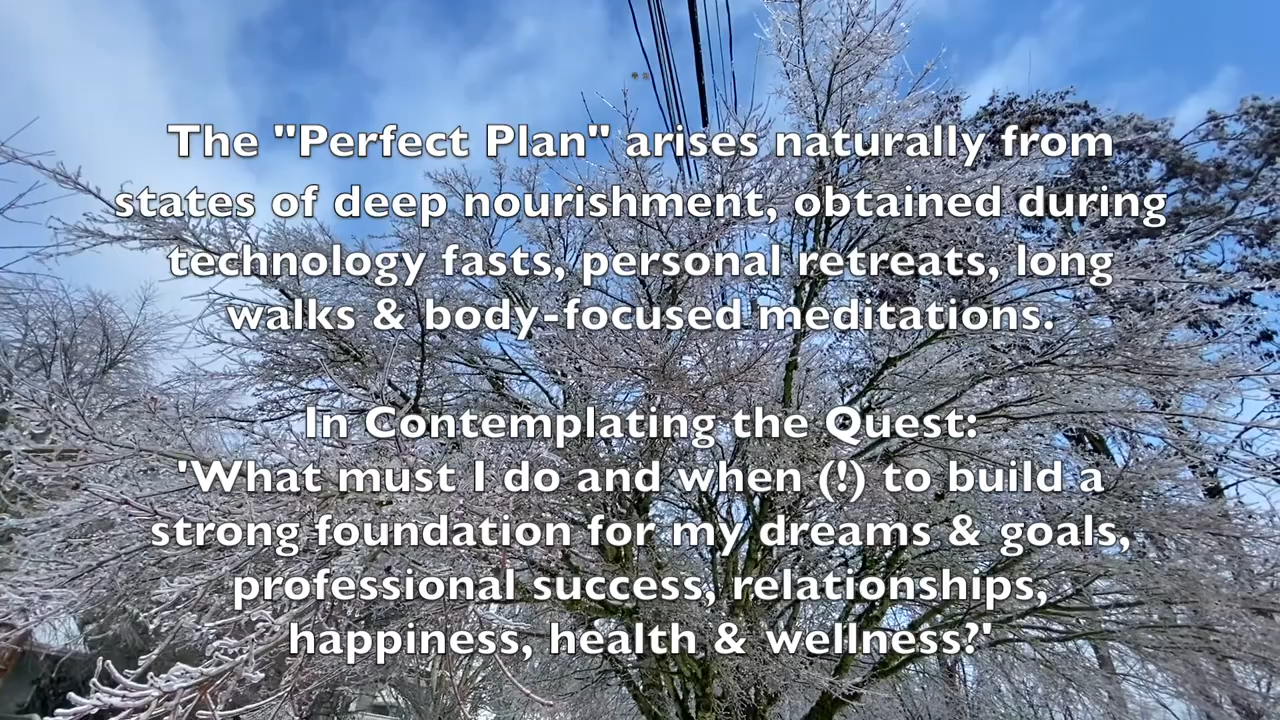 The "Perfect Plan" arises naturally from
states of deep nourishment, obtained during
technology fasts, personal retreats, long
walks & body-focused meditations.
In Contemplating the Quest:
'What must I do and when (!) to build a
strong foundation for my dreams & goals,
professional success, relationships,
happiness, health & wellness?'